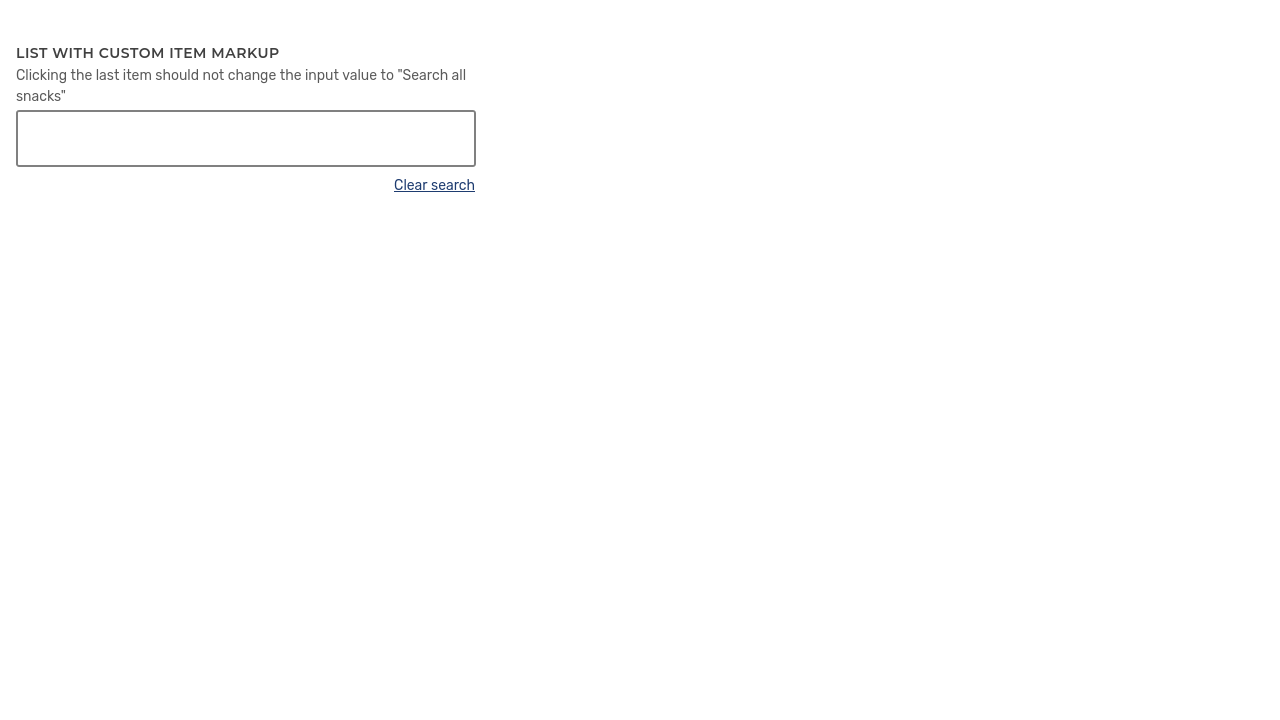 LIST WITH CUSTOM ITEM MARKUP
Clicking the last item should not change the input value to "Search all
snacks"
Clear search